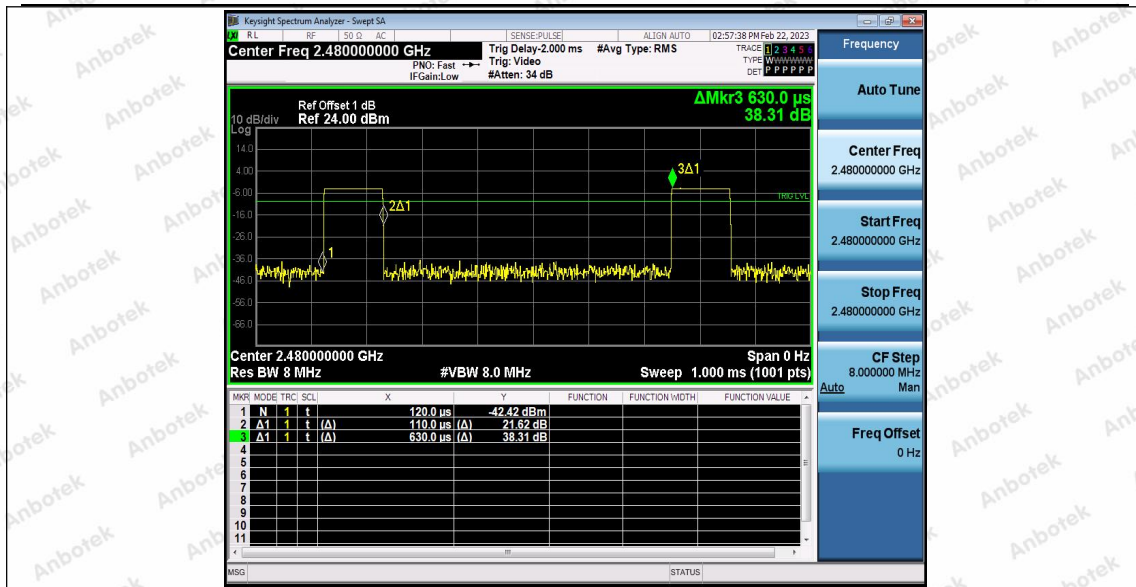 Keysight Spectrum Analyzer - Swept SA
LXI RL RF 50 Ω AC SENSE:PULSE ALIGN AUTO 02:57:38 PM Feb 22, 2023
Center Freq 2.480000000 GHz
PNO: Fast
IFGain:Low
Trig Delay-2.000 ms
Trig: Video
#Atten: 34 dB
#Avg Type: RMS
TRACE 1 2 3 4 5 6
TYPE WWWWWW
DET P P P P P P
Frequency
Auto Tune
Center Freq
2.480000000 GHz
Start Freq
2.480000000 GHz
Stop Freq
2.480000000 GHz
CF Step
8.000000 MHz
Auto Man
Freq Offset
0 Hz
ΔMkr3 630.0 µs
38.31 dB
Ref Offset 1 dB
10 dB/div Ref 24.00 dBm
Log
14.0
4.00
-6.00
-16.0
-26.0
-36.0
-46.0
-56.0
-66.0
1
2Δ1
3Δ1
TRIG LVL
Center 2.480000000 GHz Span 0 Hz
Res BW 8 MHz #VBW 8.0 MHz Sweep 1.000 ms (1001 pts)
MKR MODE TRC SCL X Y FUNCTION FUNCTION WIDTH FUNCTION VALUE
1 N 1 t 120.0 µs -42.42 dBm
2 Δ1 1 t (Δ) 110.0 µs (Δ) 21.62 dB
3 Δ1 1 t (Δ) 630.0 µs (Δ) 38.31 dB
4
5
6
7
8
9
10
11
MSG STATUS
Anbotek